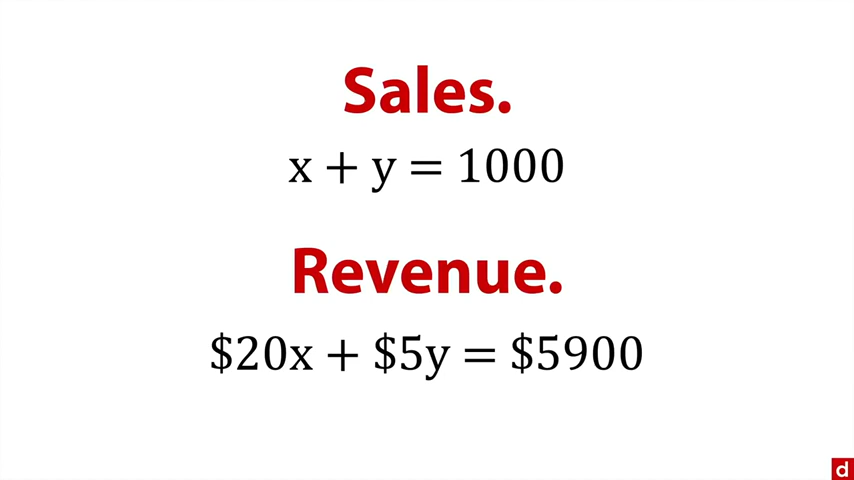 Sales.
x + y = 1000
Revenue.
$20x + $5y = $5900
d